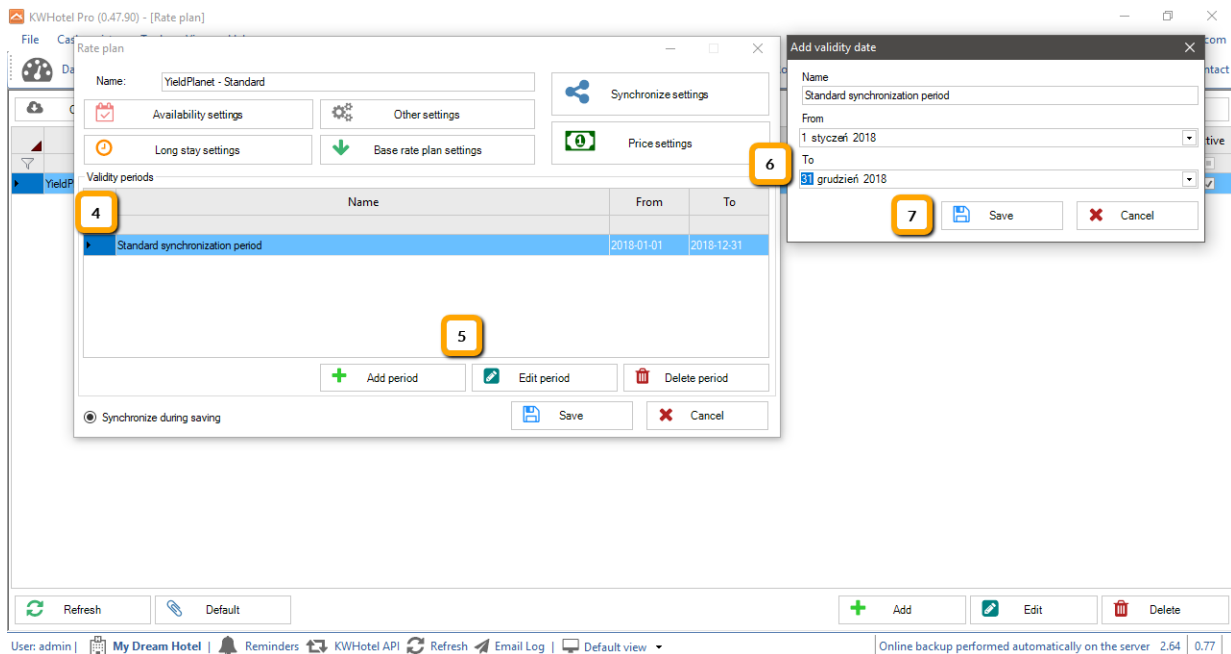 KWHotel Pro (0.47.90) - [Rate plan]
File
Rate plan
Name: YieldPlanet - Standard
Synchronize settings
Availability settings Other settings
Price settings
Long stay settings Base rate plan settings
Validity periods
Name From To
4
Standard synchronization period 2018-01-01 2018-12-31
5
Add period Edit period Delete period
Synchronize during saving Save Cancel
Add validity date
Name
Standard synchronization period
From
1 styczeń 2018
6
To
31 grudzień 2018
7 Save Cancel
Refresh Default Add Edit Delete
User: admin | My Dream Hotel | Reminders KWHotel API Refresh Email Log | Default view Online backup performed automatically on the server 2.64 0.77